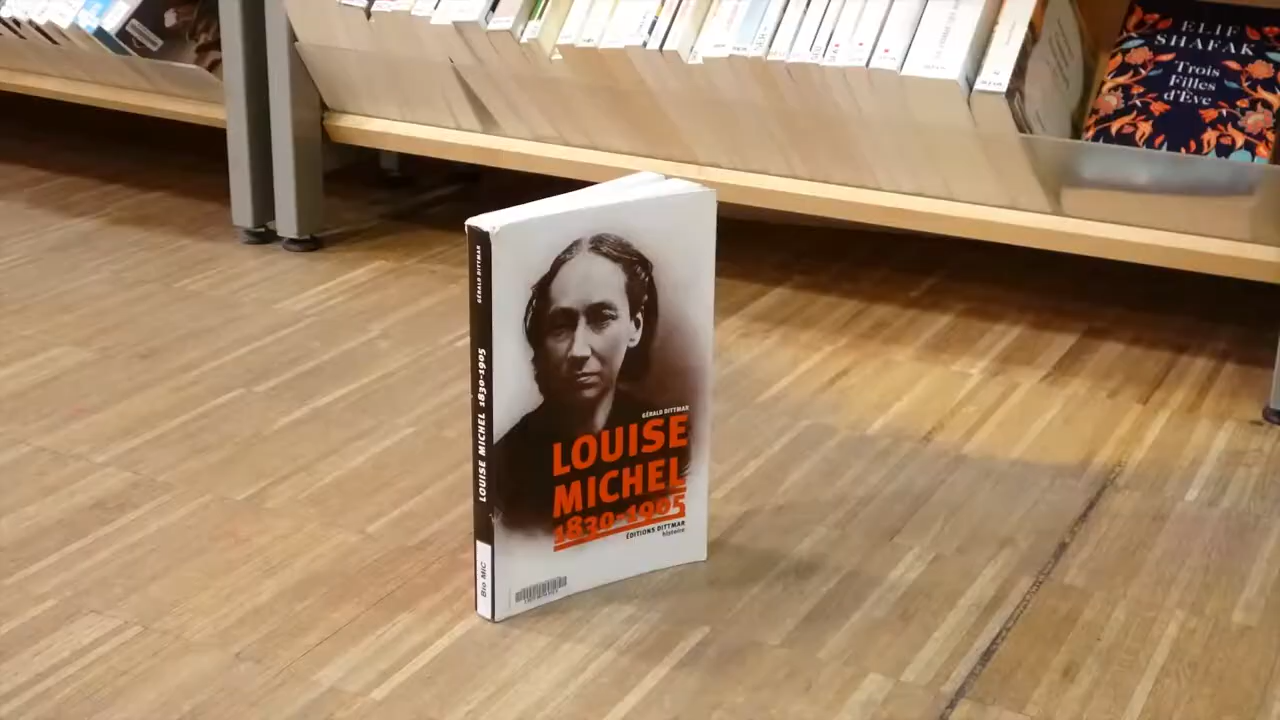 ELIF
SHAFAK
Trois
Filles
d'Ève
GÉRALD DITTMAR
LOUISE MICHEL 1830-1905
Bio MIC
GÉRALD DITTMAR
LOUISE
MICHEL
1830-1905
ÉDITIONS DITTMAR
histoire